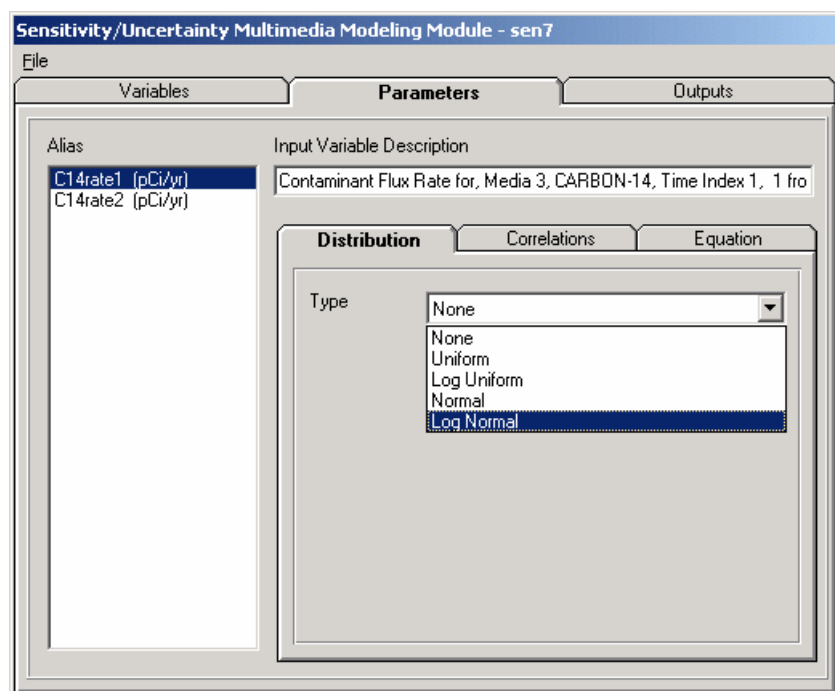 Sensitivity/Uncertainty Multimedia Modeling Module - sen7
File
Variables Parameters Outputs
Alias Input Variable Description
C14rate1 (pCi/yr) Contaminant Flux Rate for, Media 3, CARBON-14, Time Index 1, 1 fro
C14rate2 (pCi/yr)
Distribution Correlations Equation
Type None
None
Uniform
Log Uniform
Normal
Log Normal